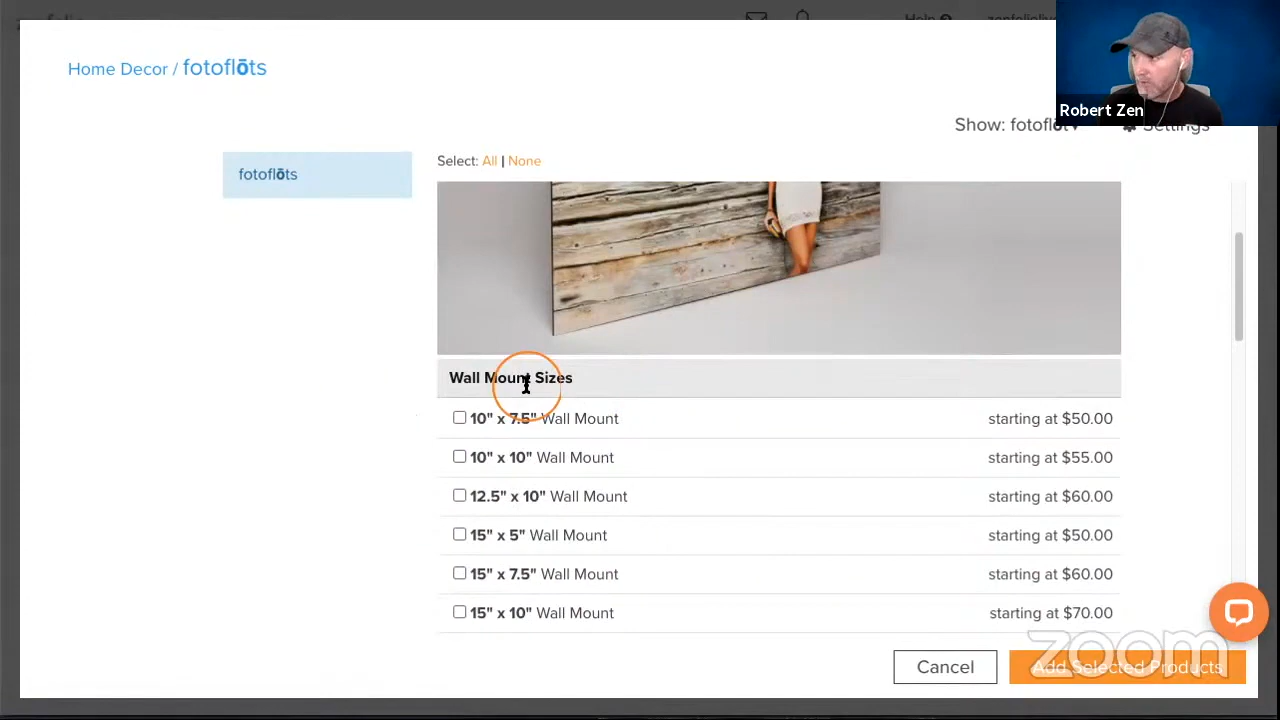 Help
Robert Zen
Home Decor / fotoflōts
Show: fotoflōt
Settings
fotoflōts
Select: All | None
Wall Mount Sizes
10" x 7.5" Wall Mount starting at $50.00
10" x 10" Wall Mount starting at $55.00
12.5" x 10" Wall Mount starting at $60.00
15" x 5" Wall Mount starting at $50.00
15" x 7.5" Wall Mount starting at $60.00
15" x 10" Wall Mount starting at $70.00
Cancel
Add Selected Products
zoom